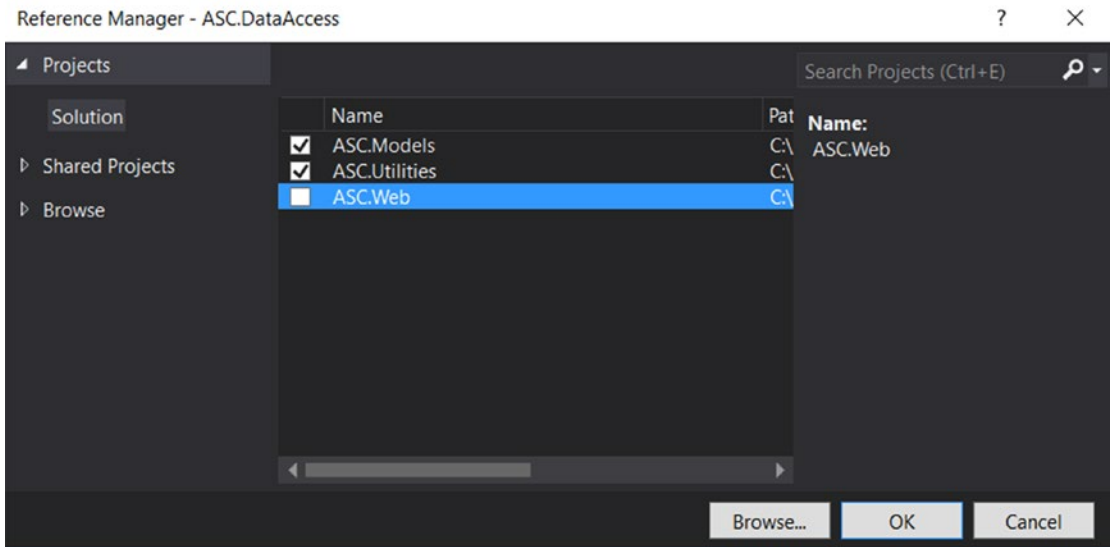 Reference Manager - ASC.DataAccess ?
Projects
Search Projects (Ctrl+E)
Solution
Shared Projects
Browse
Name Pat
ASC.Models C:\
ASC.Utilities C:\
ASC.Web C:\
Name:
ASC.Web
Browse... OK Cancel